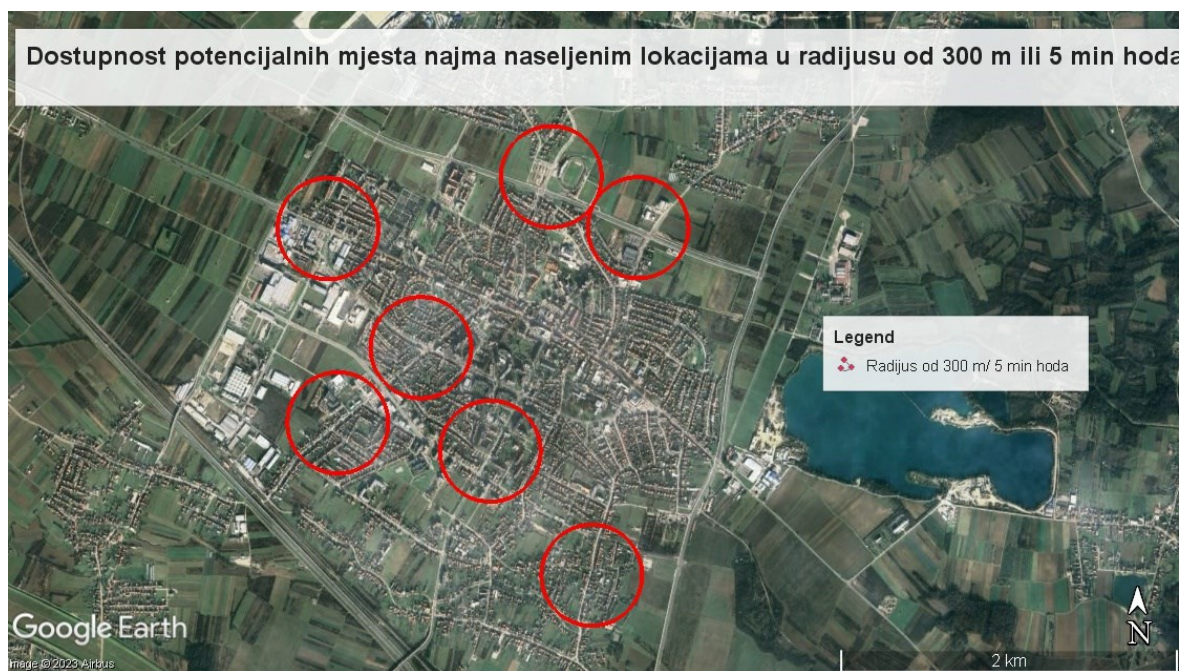 Dostupnost potencijalnih mjesta najma naseljenim lokacijama u radijusu od 300 m ili 5 min hoda
Legend
Radijus od 300 m/ 5 min hoda
Google Earth
Image © 2023 Airbus
N
2 km